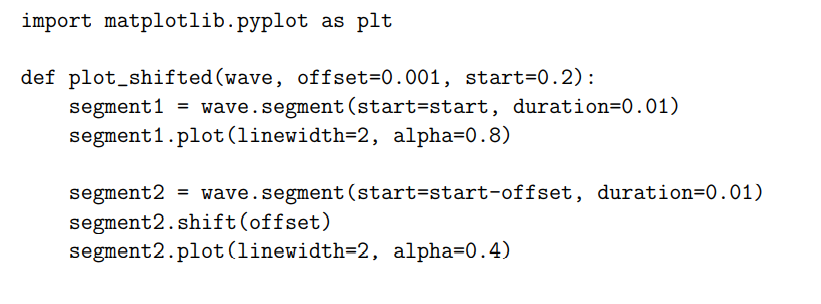 import matplotlib.pyplot as plt
def plot_shifted(wave, offset=0.001, start=0.2):
    segment1 = wave.segment(start=start, duration=0.01)
    segment1.plot(linewidth=2, alpha=0.8)
    segment2 = wave.segment(start=start-offset, duration=0.01)
    segment2.shift(offset)
    segment2.plot(linewidth=2, alpha=0.4)